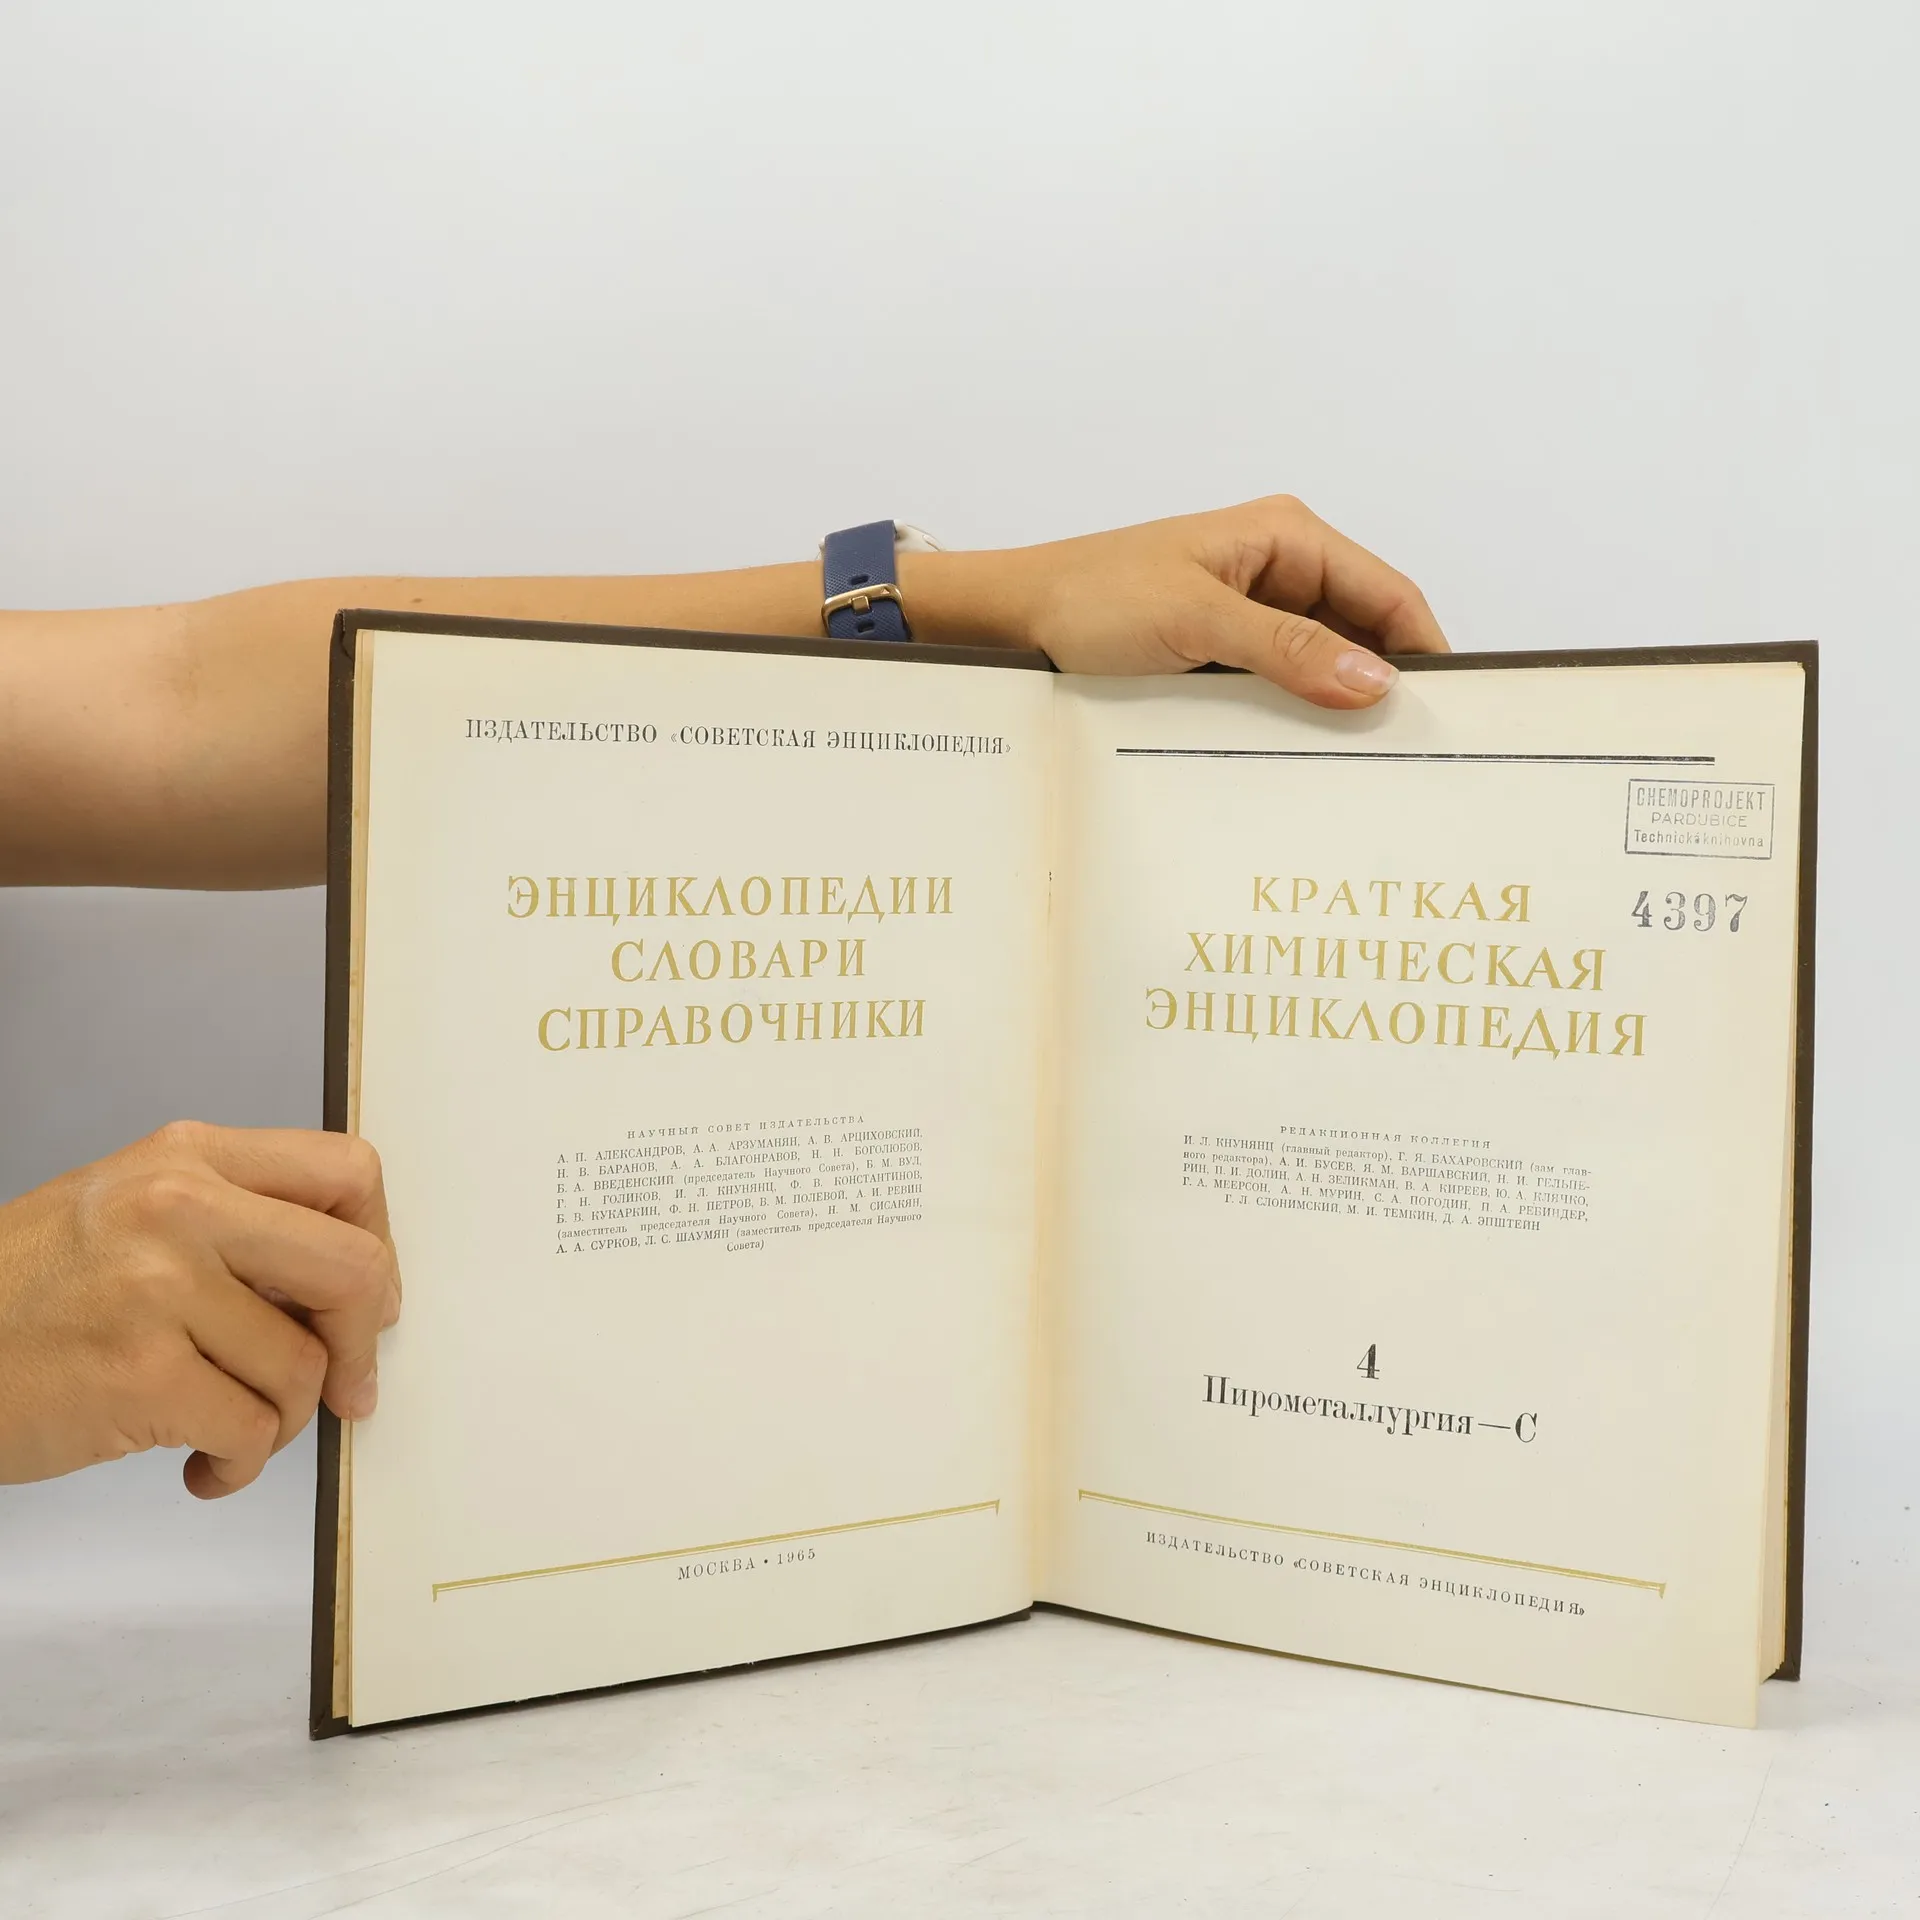 ИЗДАТЕЛЬСТВО «СОВЕТСКАЯ ЭНЦИКЛОПЕДИЯ»
ЭНЦИКЛОПЕДИИ
СЛОВАРИ
СПРАВОЧНИКИ
НАУЧНЫЙ СОВЕТ ИЗДАТЕЛЬСТВА
А. П. АЛЕКСАНДРОВ, А. А. АРЗУМАНЯН, А. В. АРЦИХОВСКИЙ,
Н. В. БАРАНОВ, А. А. БЛАГОНРАВОВ, Н. Н. БОГОЛЮБОВ,
Б. А. ВВЕДЕНСКИЙ (председатель Научного Совета), Б. М. ВУЛ,
Г. Н. ГОЛИКОВ, И. Л. КНУНЯНЦ, Ф. В. КОНСТАНТИНОВ,
Б. В. КУКАРКИН, Ф. Н. ПЕТРОВ, В. М. ПОЛЕВОЙ, А. И. РЕВИН
(заместитель председателя Научного Совета), Н. М. СИСАКЯН,
А. А. СУРКОВ, Л. С. ШАУМЯН (заместитель председателя Научного
Совета)
МОСКВА • 1965
CHEMOPROJEKT
PARDUBICE
Technická knihovna
4397
КРАТКАЯ
ХИМИЧЕСКАЯ
ЭНЦИКЛОПЕДИЯ
РЕДАКЦИОННАЯ КОЛЛЕГИЯ
И. Л. КНУНЯНЦ (главный редактор), Г. Я. БАХАРОВСКИЙ (зам глав-
ного редактора), А. И. БУСЕВ, Я. М. ВАРШАВСКИЙ, Н. И. ГЕЛЬПЕ-
РИН, П. И. ДОЛИН, А. Н. ЗЕЛИКМАН, В. А. КИРЕЕВ, Ю. А. КЛЯЧКО,
Г. А. МЕЕРСОН, А. Н. МУРИН, С. А. ПОГОДИН, П. А. РЕБИНДЕР,
Г. Л. СЛОНИМСКИЙ, М. И. ТЕМКИН, Д. А. ЭПШТЕЙН
4
Пирометаллургия—С
ИЗДАТЕЛЬСТВО «СОВЕТСКАЯ ЭНЦИКЛОПЕДИЯ»